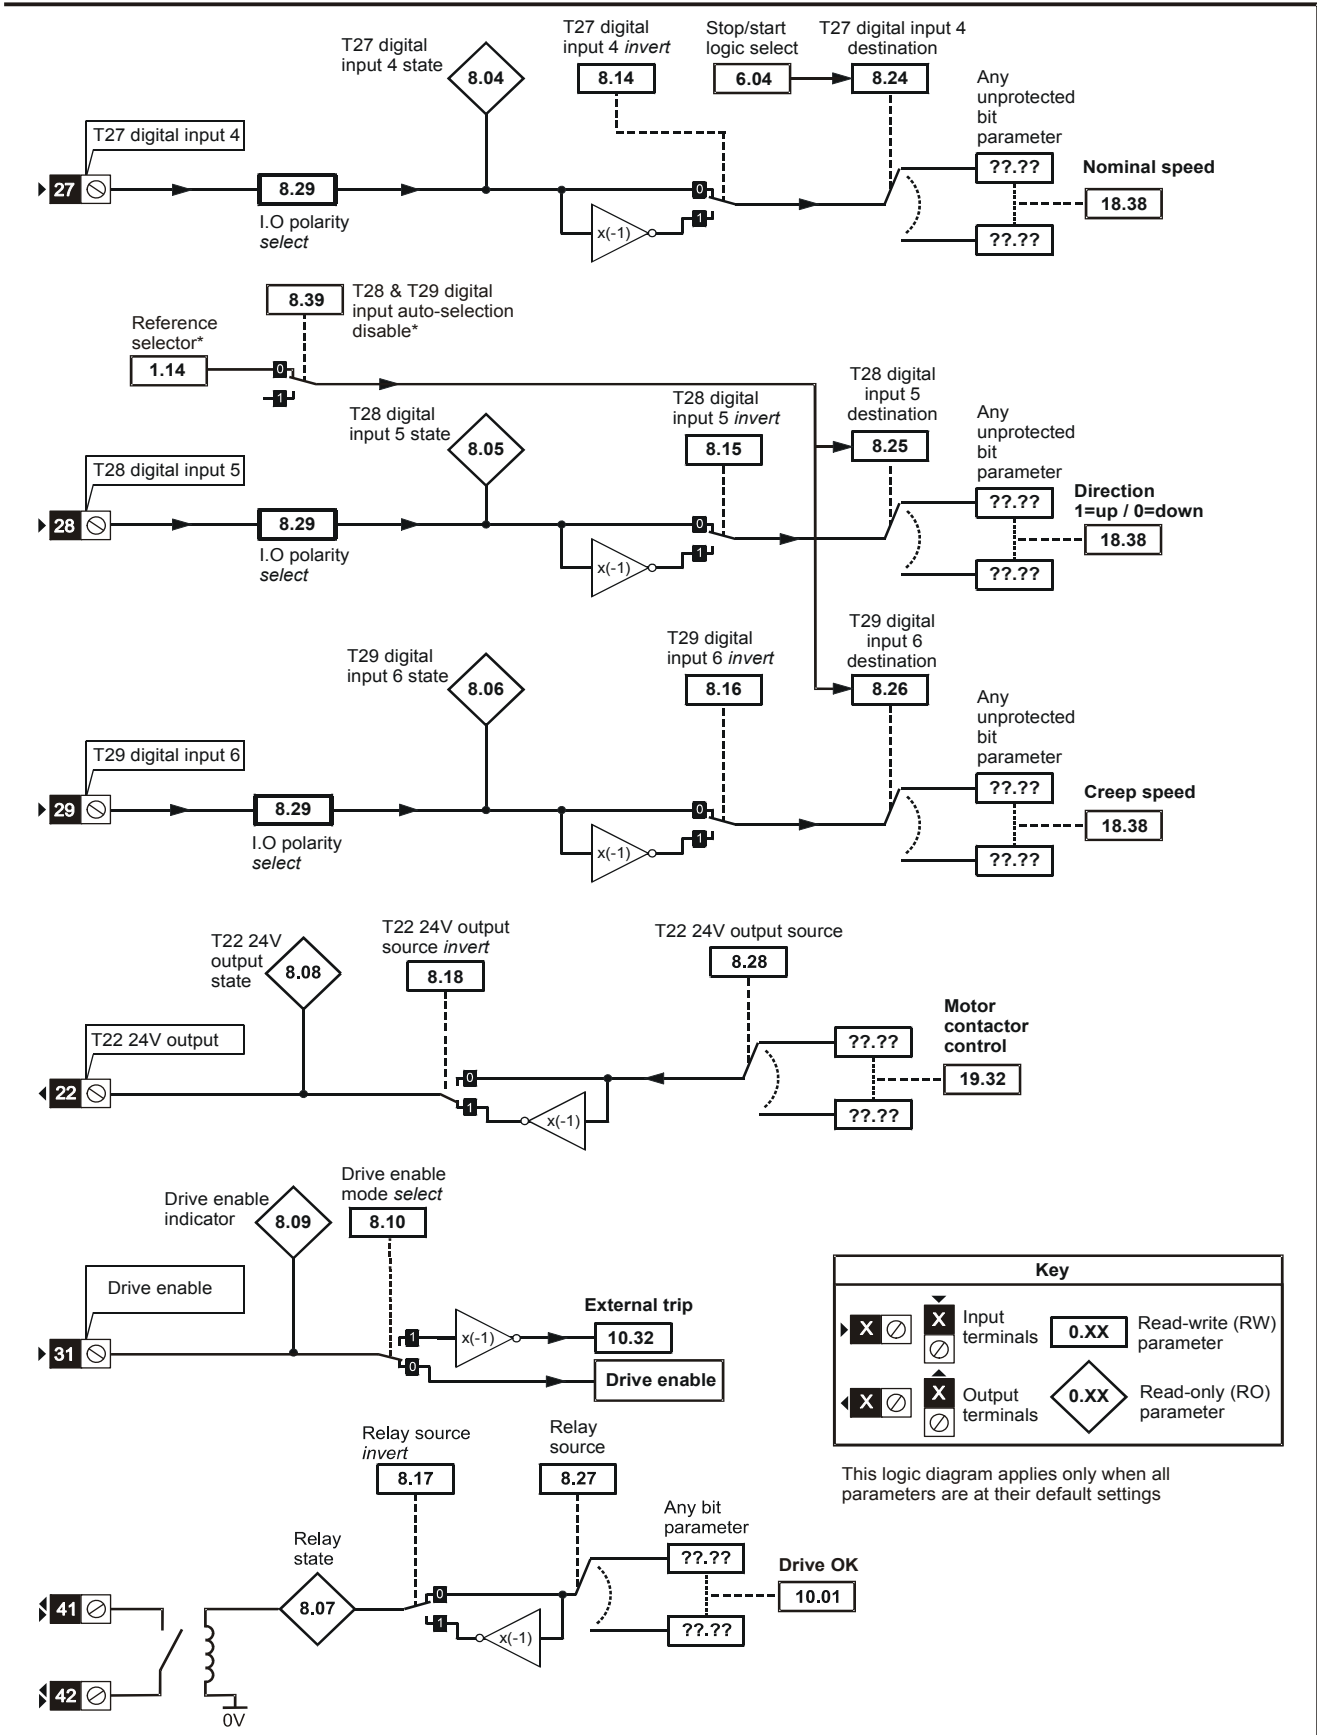 T27 digital
input 4 state
8.04
T27 digital
input 4 invert
8.14
Stop/start
logic select
6.04
T27 digital input 4
destination
8.24
Any
unprotected
bit
parameter
T27 digital input 4
27
8.29
I.O polarity
select
0
1
x(-1)
??.??
??.??
Nominal speed
18.38
8.39
T28 & T29 digital
input auto-selection
disable*
Reference
selector*
1.14
0
1
T28 digital
input 5 state
8.05
T28 digital
input 5 invert
8.15
T28 digital
input 5
destination
8.25
Any
unprotected
bit
parameter
T28 digital input 5
28
8.29
I.O polarity
select
0
1
x(-1)
??.??
??.??
Direction
1=up / 0=down
18.38
T29 digital
input 6 state
8.06
T29 digital
input 6 invert
8.16
T29 digital
input 6
destination
8.26
Any
unprotected
bit
parameter
T29 digital input 6
29
8.29
I.O polarity
select
0
1
x(-1)
??.??
??.??
Creep speed
18.38
T22 24V
output
state
8.08
T22 24V output
source invert
8.18
T22 24V output source
8.28
T22 24V output
22
0
1
x(-1)
??.??
??.??
Motor
contactor
control
19.32
Drive enable
indicator
8.09
Drive enable
mode select
8.10
Drive enable
31
1
0
x(-1)
External trip
10.32
Drive enable
Key
X
X
Input
terminals
0.XX
Read-write (RW)
parameter
X
X
Output
terminals
0.XX
Read-only (RO)
parameter
This logic diagram applies only when all
parameters are at their default settings
Relay source
invert
8.17
Relay
source
8.27
Any bit
parameter
Relay
state
8.07
41
42
0V
0
1
x(-1)
??.??
??.??
Drive OK
10.01